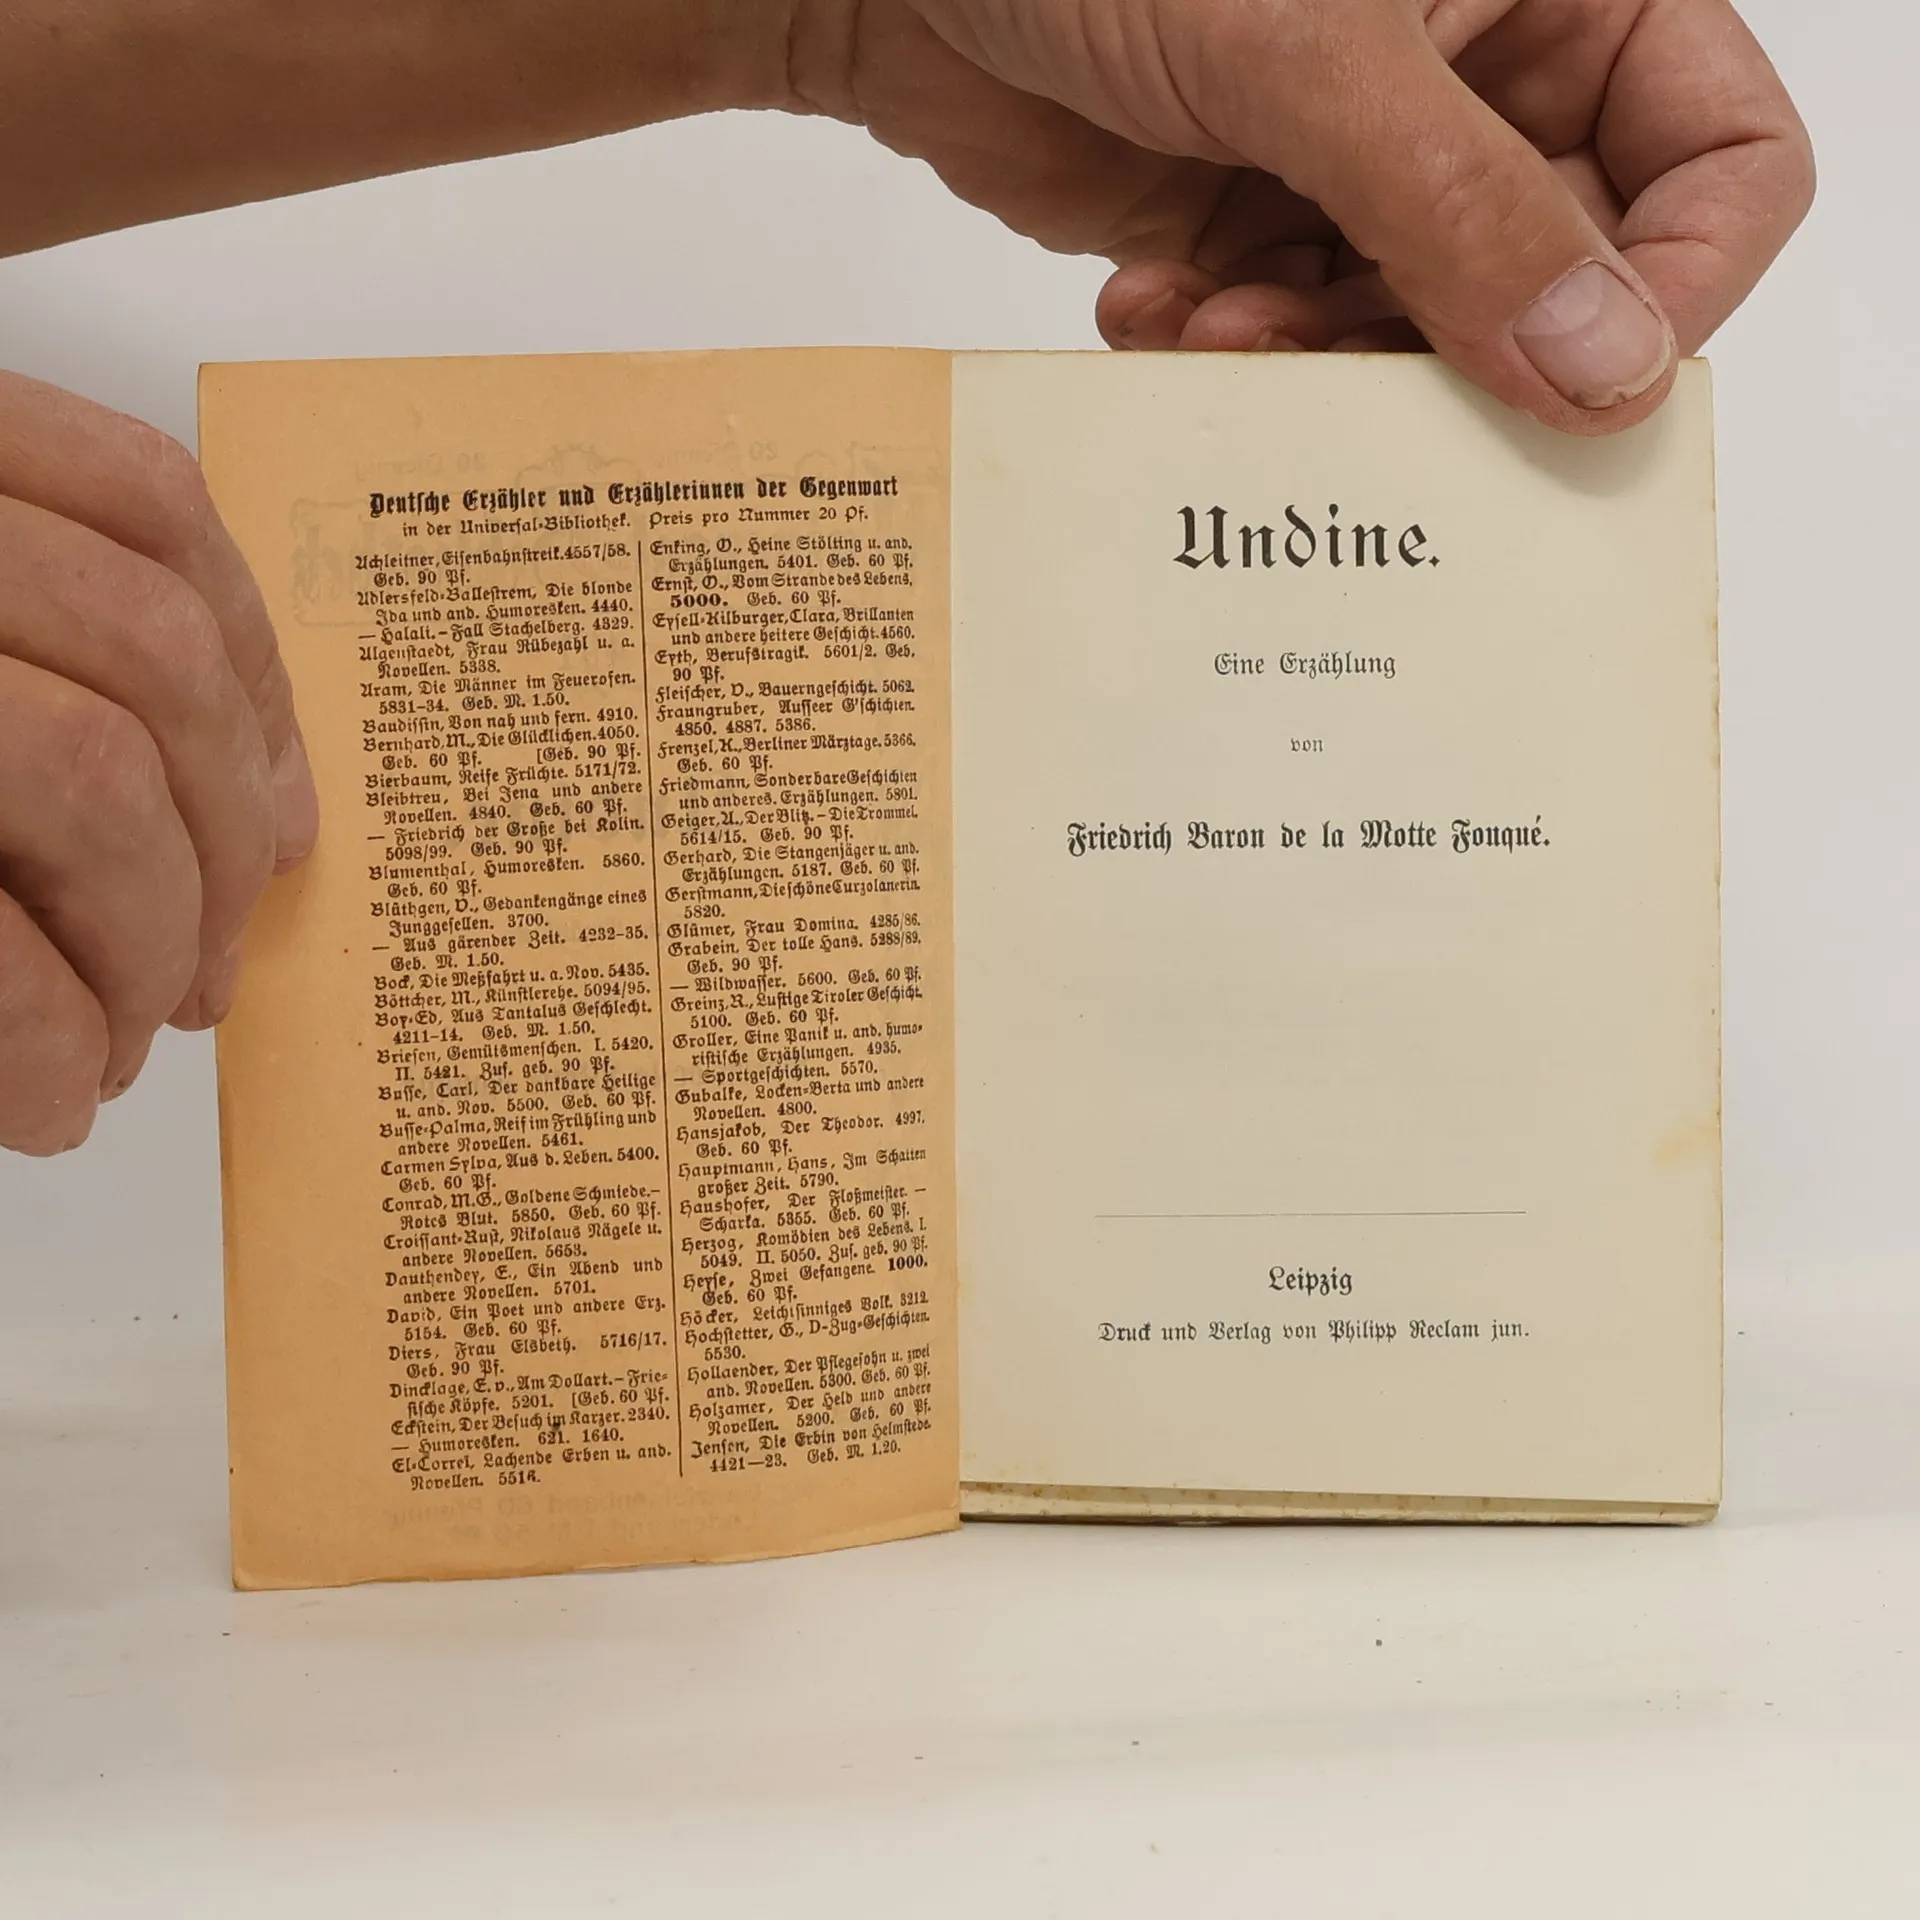 Deutsche Erzähler und Erzählerinnen der Gegenwart
in der Universal-Bibliothek. Preis pro Nummer 20 Pf.
Achleitner, Eisenbahnstreik. 4557/58.
Geb. 90 Pf.
Adlersfeld-Ballestrem, Die blonde
Ida und and. Humoresken. 4440.
— Halali. – Fall Stachelberg. 4329.
Algenstaedt, Frau Rübezahl u. a.
Novellen. 5338.
Aram, Die Männer im Feuerofen.
5831–34. Geb. M. 1.50.
Baudissin, Von nah und fern. 4910.
Bernhard, M., Die Glücklichen. 4050.
Geb. 60 Pf. [Geb. 90 Pf.
Bierbaum, Reife Früchte. 5171/72.
Bleibtreu, Bei Jena und andere
Novellen. 4840. Geb. 60 Pf.
— Friedrich der Große bei Kolin.
5098/99. Geb. 90 Pf.
Blumenthal, Humoresken. 5860.
Geb. 60 Pf.
Blüthgen, V., Gedankengänge eines
Junggesellen. 3700.
— Aus gärender Zeit. 4232–35.
Geb. M. 1.50.
Bock, Die Meßfahrt u. a. Nov. 5435.
Böttcher, M., Künstlerehe. 5094/95.
Boy-Ed, Aus Tantalus Geschlecht.
4211–14. Geb. M. 1.50.
Briesen, Gemütsmenschen. I. 5420.
II. 5421. Zus. geb. 90 Pf.
Busse, Carl, Der dankbare Heilige
u. and. Nov. 5500. Geb. 60 Pf.
Busse-Palma, Reif im Frühling und
andere Novellen. 5461.
Carmen Sylva, Aus d. Leben. 5400.
Geb. 60 Pf.
Conrad, M. G., Goldene Schmiede. –
Rotes Blut. 5850. Geb. 60 Pf.
Croissant-Rust, Nikolaus Nägele u.
andere Novellen. 5653.
Dauthendey, E., Ein Abend und
andere Novellen. 5701.
David, Ein Poet und andere Erz.
5154. Geb. 60 Pf.
Diers, Frau Elsbeth. 5716/17.
Geb. 90 Pf.
Dincklage, E. v., Am Dollart. – Frie-
sische Köpfe. 5201. [Geb. 60 Pf.
Eckstein, Der Besuch im Karzer. 2340.
— Humoresken. 621. 1640.
El-Correï, Lachende Erben u. and.
Novellen. 5516.
Enking, O., Heine Stölting u. and.
Erzählungen. 5401. Geb. 60 Pf.
Ernst, O., Vom Strande des Lebens,
5000. Geb. 60 Pf.
Eysell-Kilburger, Clara, Brillanten
und andere heitere Geschicht. 4560.
Eyth, Berufstragik. 5601/2. Geb.
90 Pf.
Fleischer, V., Bauerngeschicht. 5062.
Fraungruber, Ausseer G'schichten.
4850. 4887. 5386.
Frenzel, K., Berliner Märztage. 5366.
Geb. 60 Pf.
Friedmann, Sonderbare Geschichten
und anderes. Erzählungen. 5801.
Geiger, A., Der Blitz. – Die Trommel.
5614/15. Geb. 90 Pf.
Gerhard, Die Stangenjäger u. and.
Erzählungen. 5187. Geb. 60 Pf.
Gerstmann, Die schöne Curzolanerin.
5820.
Glümer, Frau Domina. 4285/86.
Grabein, Der tolle Hans. 5288/89.
Geb. 90 Pf.
— Wildwasser. 5600. Geb. 60 Pf.
Greinz, R., Lustige Tiroler Geschicht.
5100. Geb. 60 Pf.
Groller, Eine Panik u. and. humo-
ristische Erzählungen. 4935.
— Sportgeschichten. 5570.
Gubalke, Locken-Berta und andere
Novellen. 4800.
Hansjakob, Der Theodor. 4997.
Geb. 60 Pf.
Hauptmann, Hans, Im Schatten
großer Zeit. 5790.
Haushofer, Der Floßmeister. –
Scharka. 5355. Geb. 60 Pf.
Herzog, Komödien des Lebens. I.
5049. II. 5050. Zus. geb. 90 Pf.
Heyse, Zwei Gefangene. 1000.
Geb. 60 Pf.
Höcker, Leichtsinniges Volk. 3212.
Hochstetter, G., D-Zug-Geschichten.
5530.
Hollaender, Der Pflegesohn u. zwei
and. Novellen. 5300. Geb. 60 Pf.
Holzamer, Der Held und andere
Novellen. 5200. Geb. 60 Pf.
Jensen, Die Erbin von Helmstede.
4421—23. Geb. M. 1.20.
Undine.
Eine Erzählung
von
Friedrich Baron de la Motte Fouqué.
Leipzig
Druck und Verlag von Philipp Reclam jun.